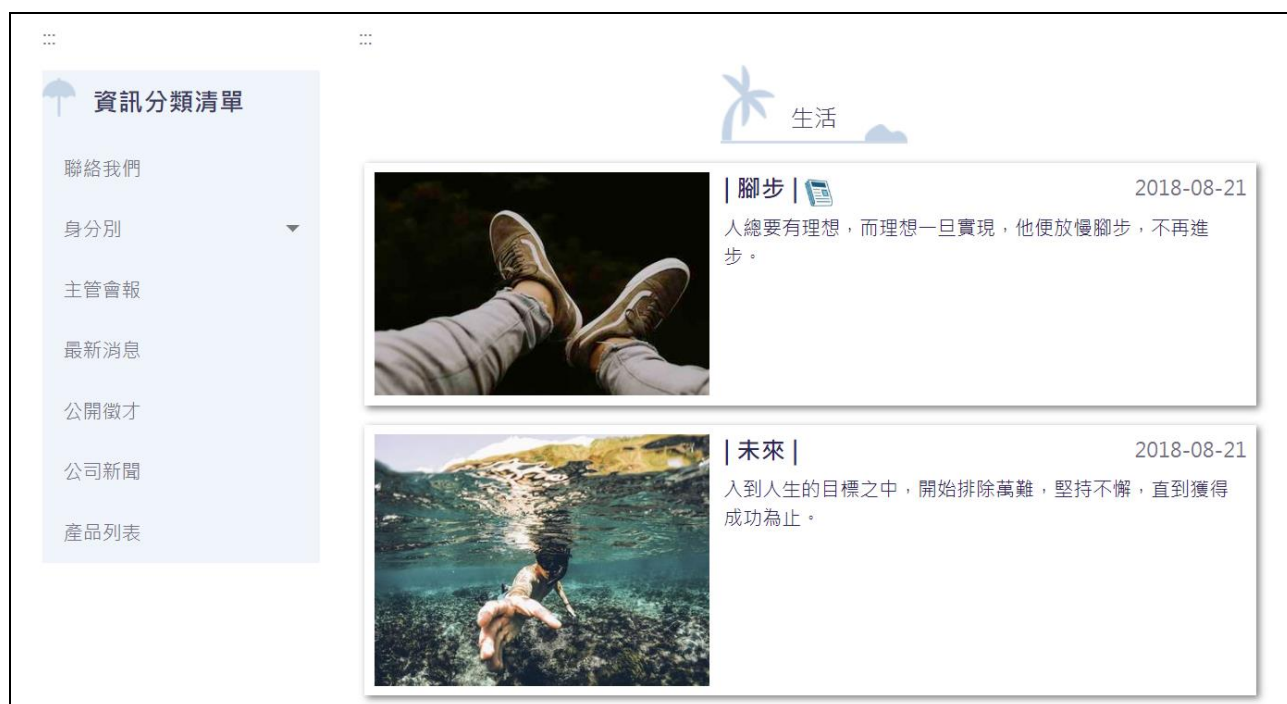 :::
資訊分類清單
聯絡我們
身分別
主管會報
最新消息
公開徵才
公司新聞
產品列表
:::
生活
| 腳步 |
2018-08-21
人總要有理想，而理想一旦實現，他便放慢腳步，不再進
步。
| 未來 |
2018-08-21
入到人生的目標之中，開始排除萬難，堅持不懈，直到獲得
成功為止。